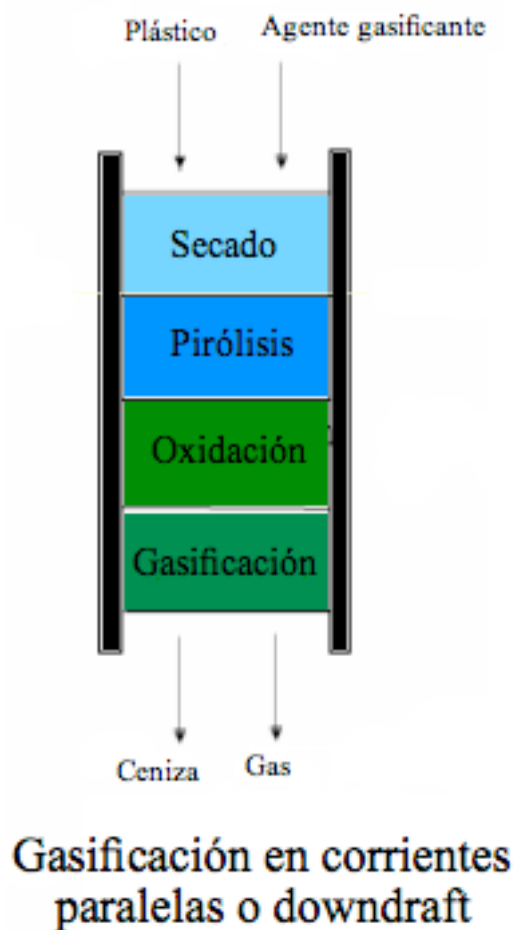 Plástico Agente gasificante
Secado
Pirólisis
Oxidación
Gasificación
Ceniza Gas
Gasificación en corrientes
paralelas o downdraft